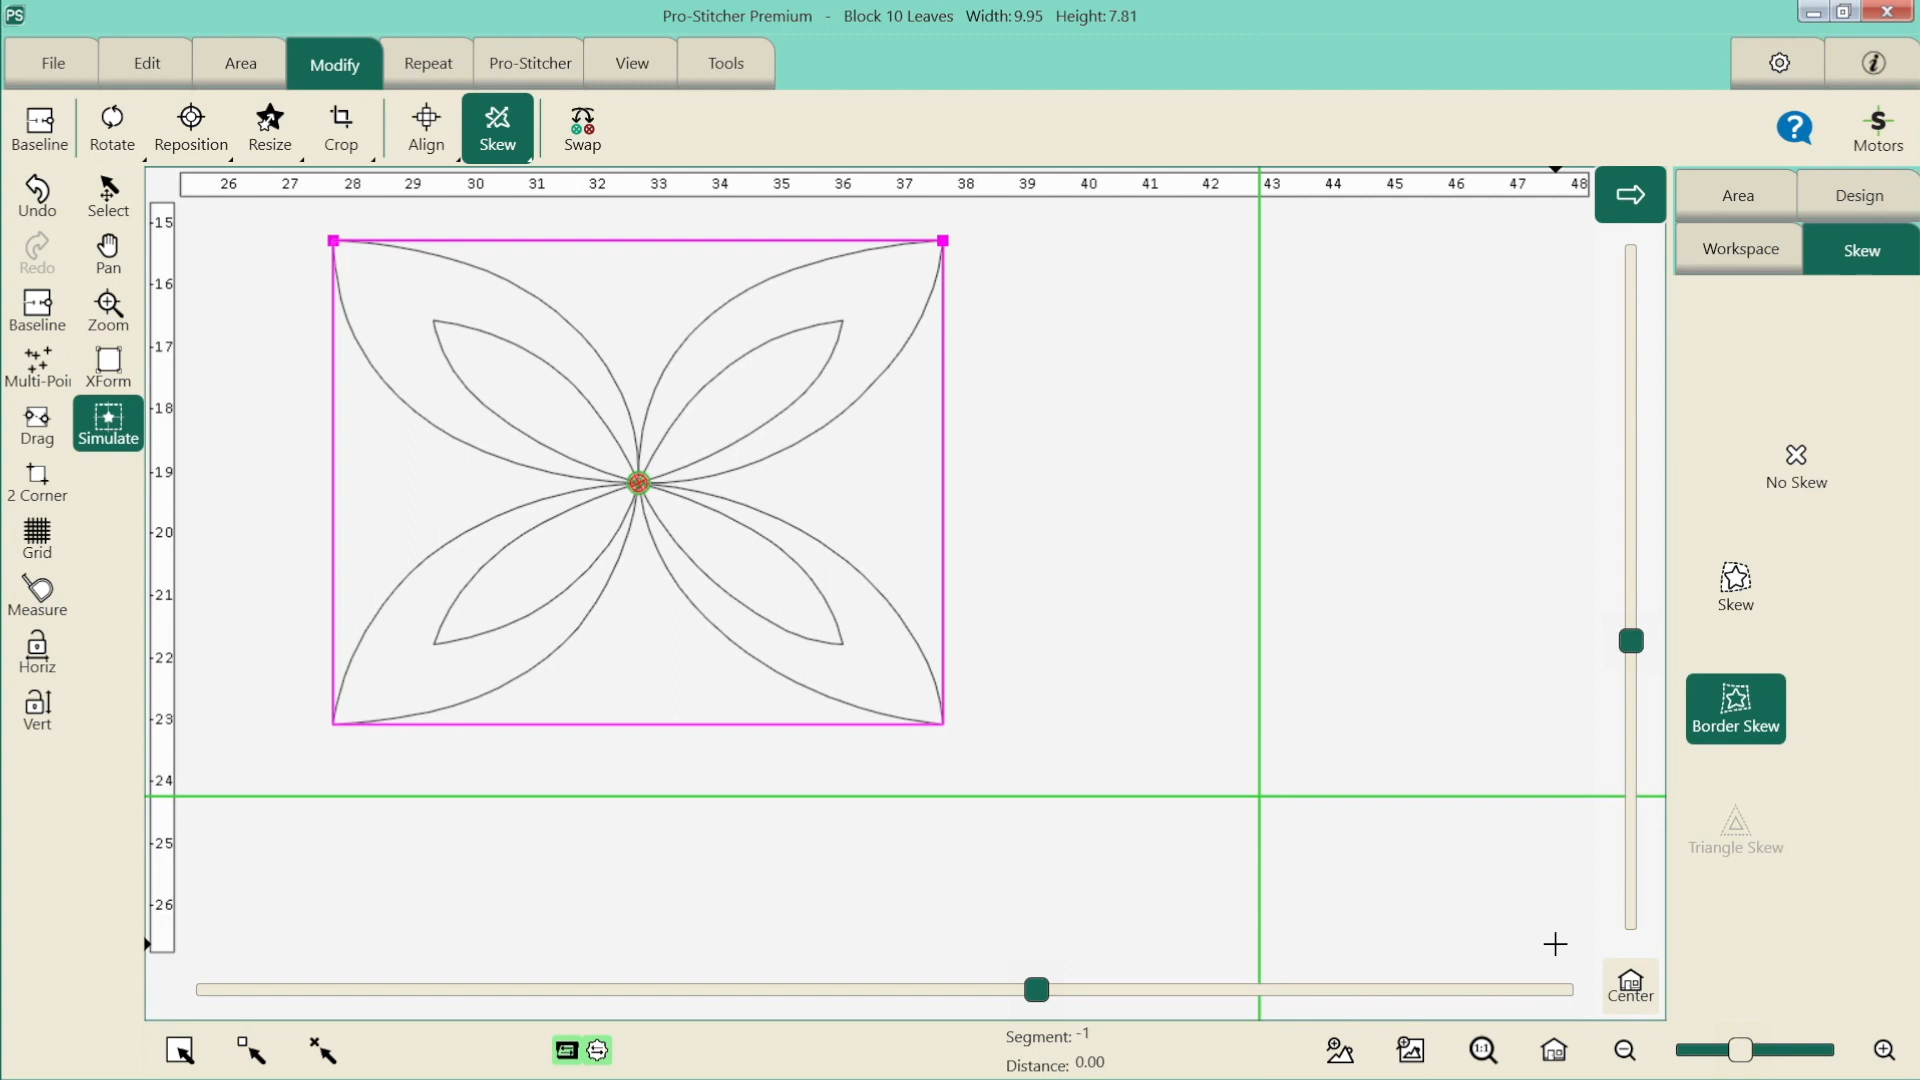 PS
Pro-Stitcher Premium - Block 10 Leaves Width: 9.95 Height: 7.81
File Edit Area Modify Repeat Pro-Stitcher View Tools
i
Baseline Rotate Reposition Resize Crop Align Skew Swap
? S Motors
26 27 28 29 30 31 32 33 34 35 36 37 38 39 40 41 42 43 44 45 46 47 48
Undo Select
Redo Pan
Baseline Zoom
Multi-Poi XForm
Drag Simulate
2 Corner
Grid
Measure
Horiz
Vert
-15
-16
-17
-18
-19
-20
-21
-22
-23
-24
-25
-26
Area Design
Workspace Skew
No Skew
Skew
Border Skew
Triangle Skew
Center
Segment: -1
Distance: 0.00
1:1